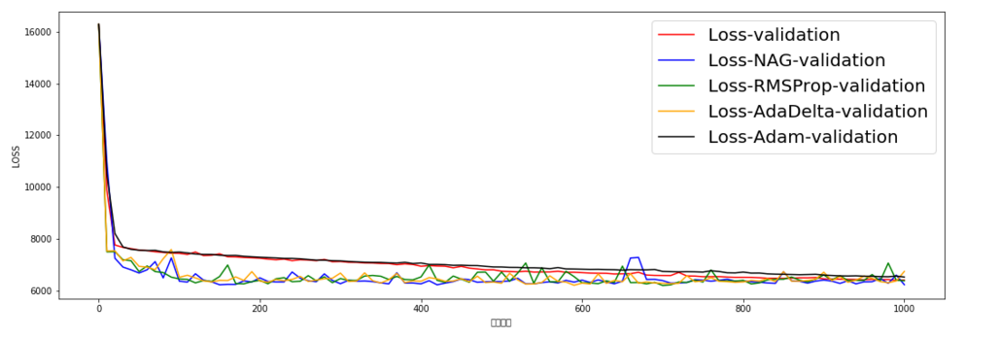 Loss-validation
Loss-NAG-validation
Loss-RMSProp-validation
Loss-AdaDelta-validation
Loss-Adam-validation
16000
14000
12000
10000
8000
6000
LOSS
0
200
400
600
800
1000